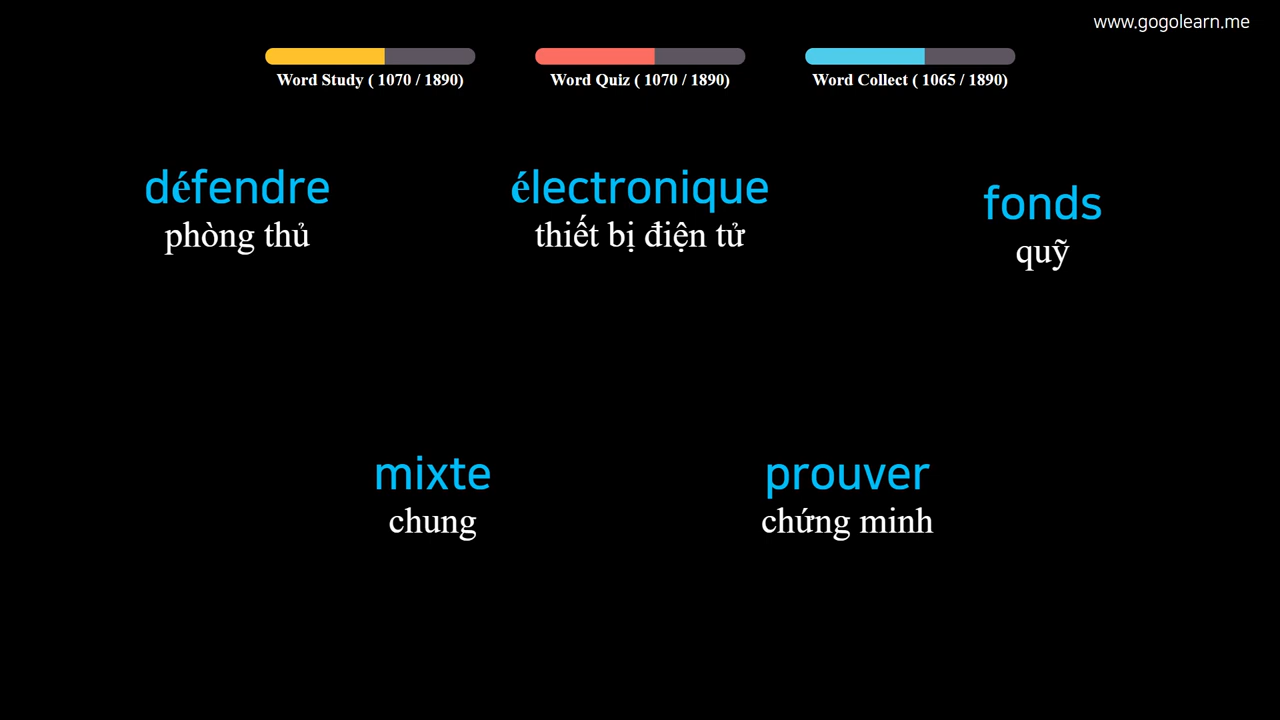 www.gogolearn.me
Word Study ( 1070 / 1890)
Word Quiz ( 1070 / 1890)
Word Collect ( 1065 / 1890)
défendre
phòng thủ
électronique
thiết bị điện tử
fonds
quỹ
mixte
chung
prouver
chứng minh